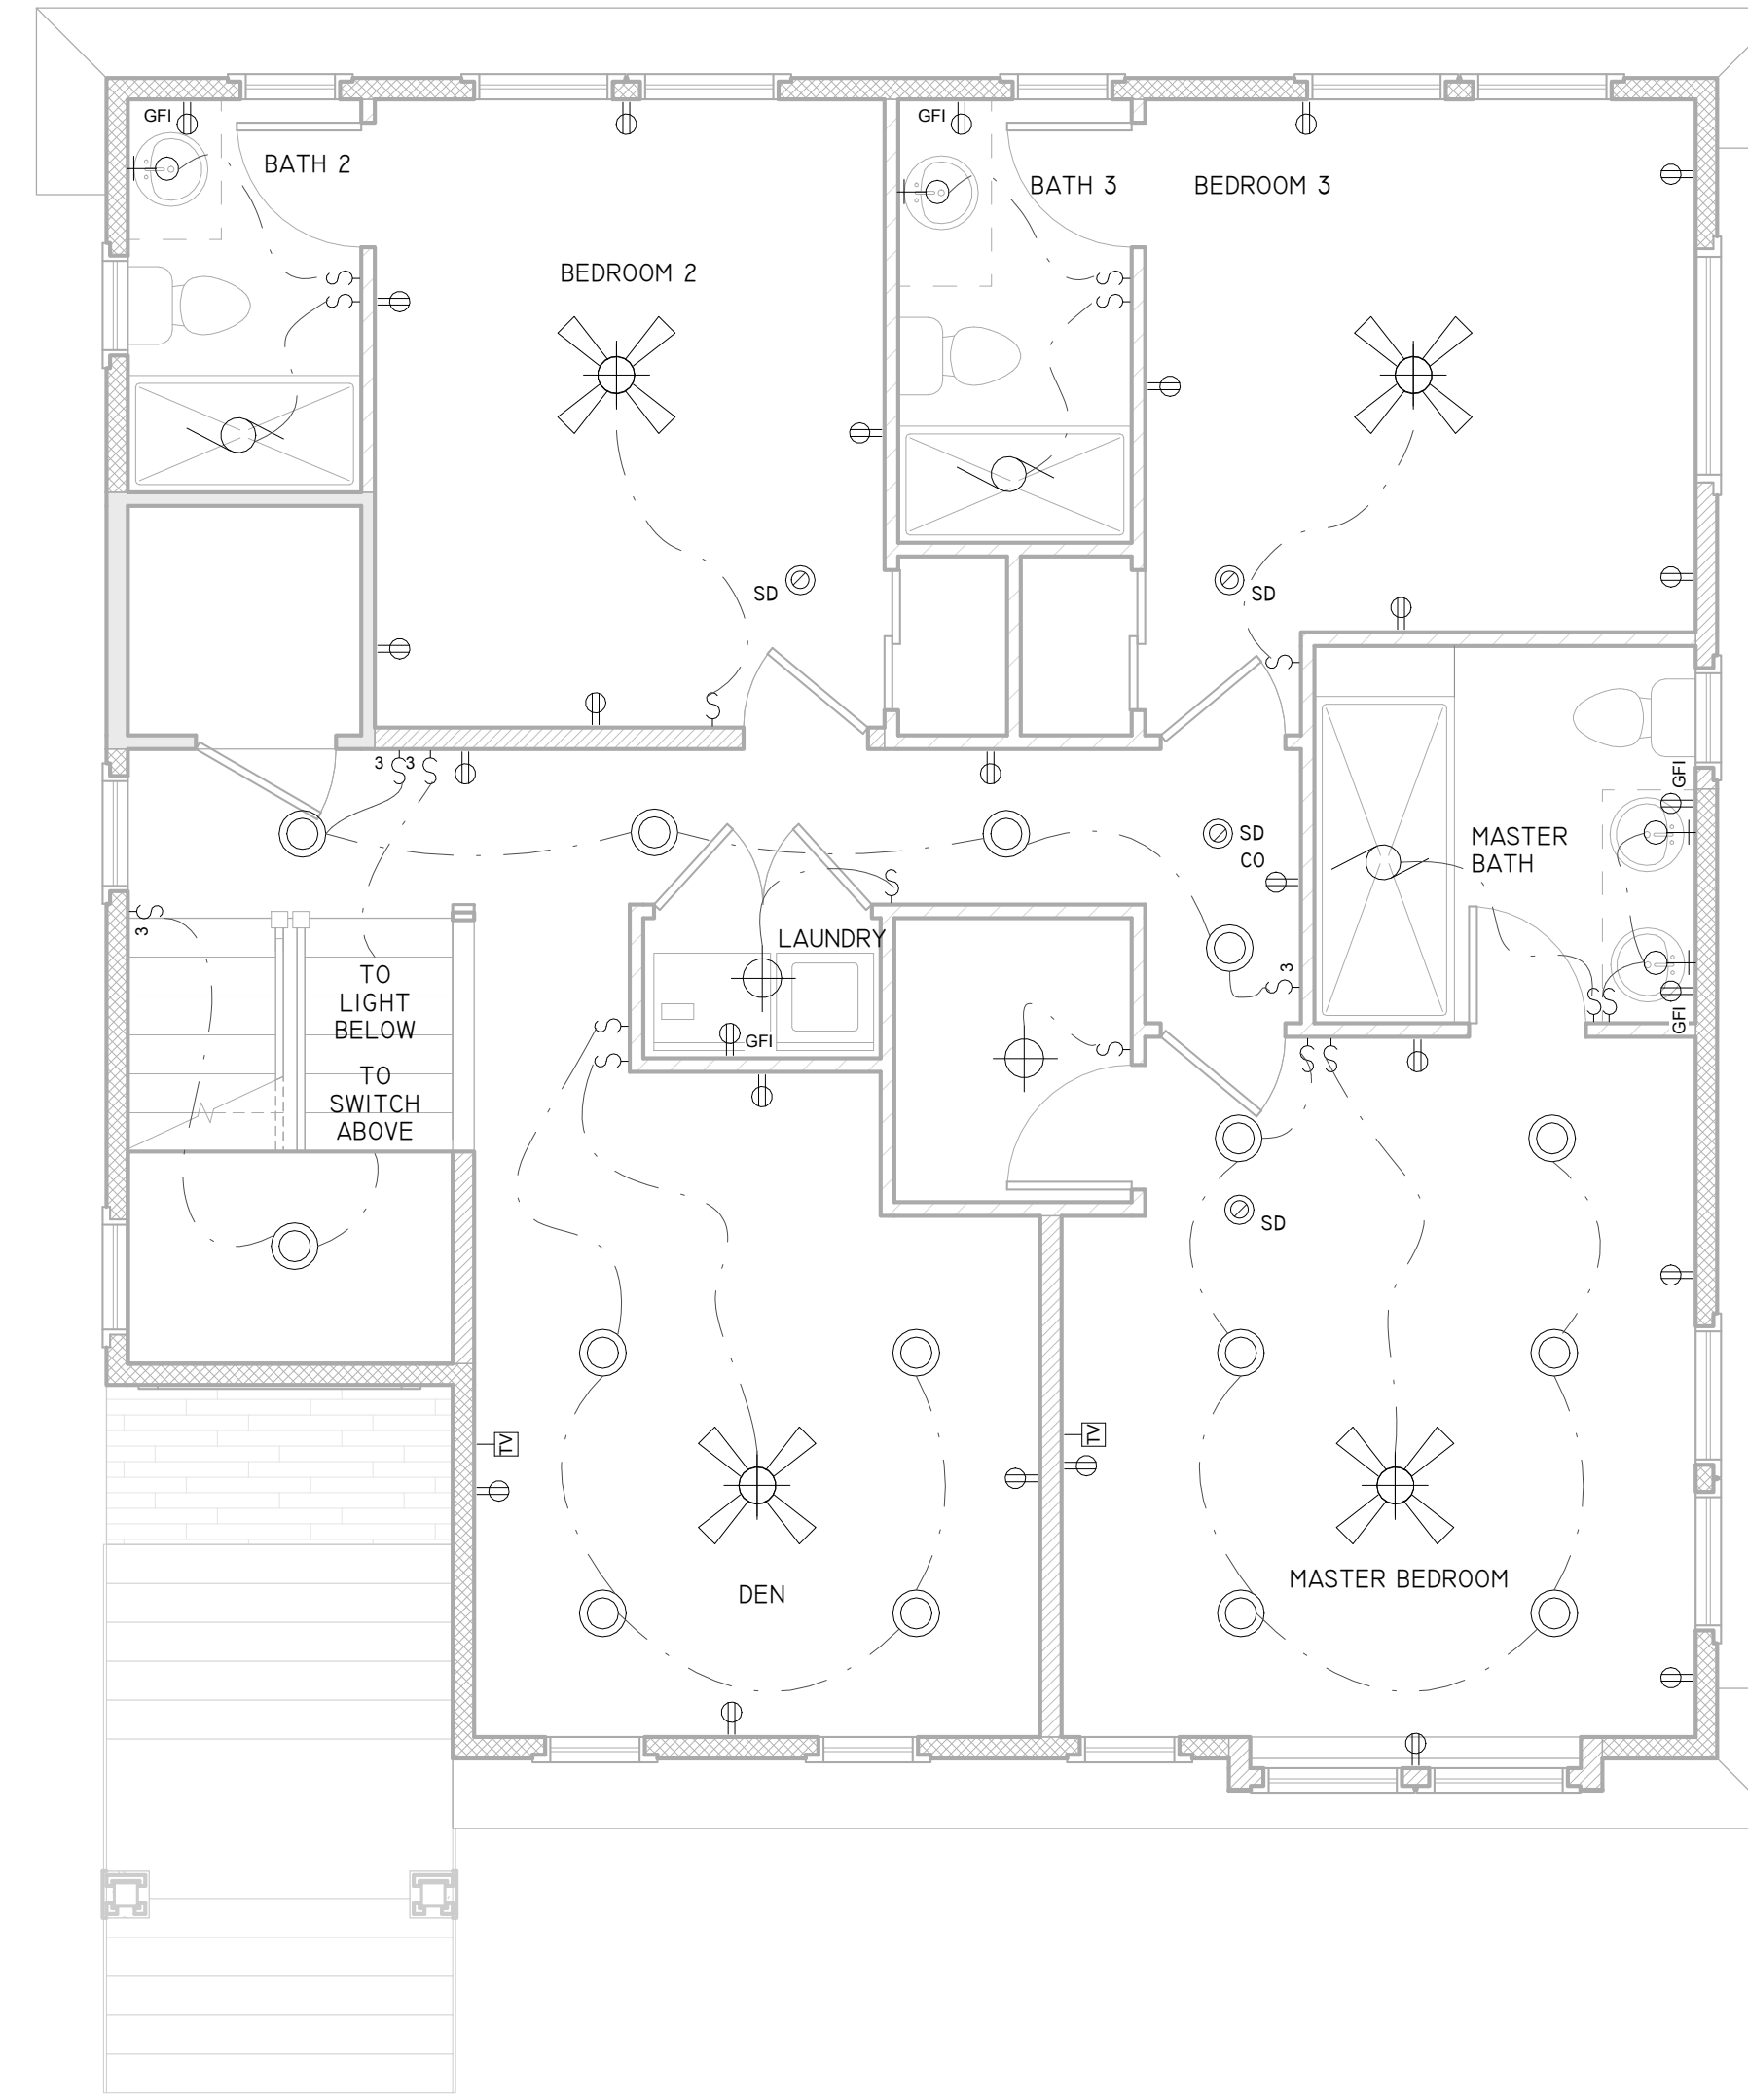 GFI
BATH 2
GFI
BATH 3
BEDROOM 3
BEDROOM 2
SD
SD
3
3
GFI
SD
CO
MASTER
BATH
3
LAUNDRY
TO
LIGHT
BELOW
3
GFI
GFI
TO
SWITCH
ABOVE
SD
TV
TV
MASTER BEDROOM
DEN